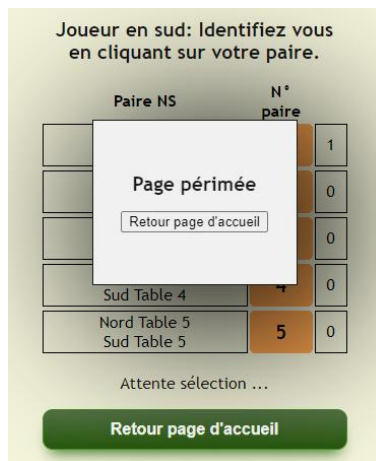 Joueur en sud: Identifiez vous
en cliquant sur votre paire.
Paire NS
N°
paire
1
0
Page périmée
Retour page d'accueil
0
Sud Table 4
4
0
Nord Table 5
Sud Table 5
5
0
Attente sélection ...
Retour page d'accueil